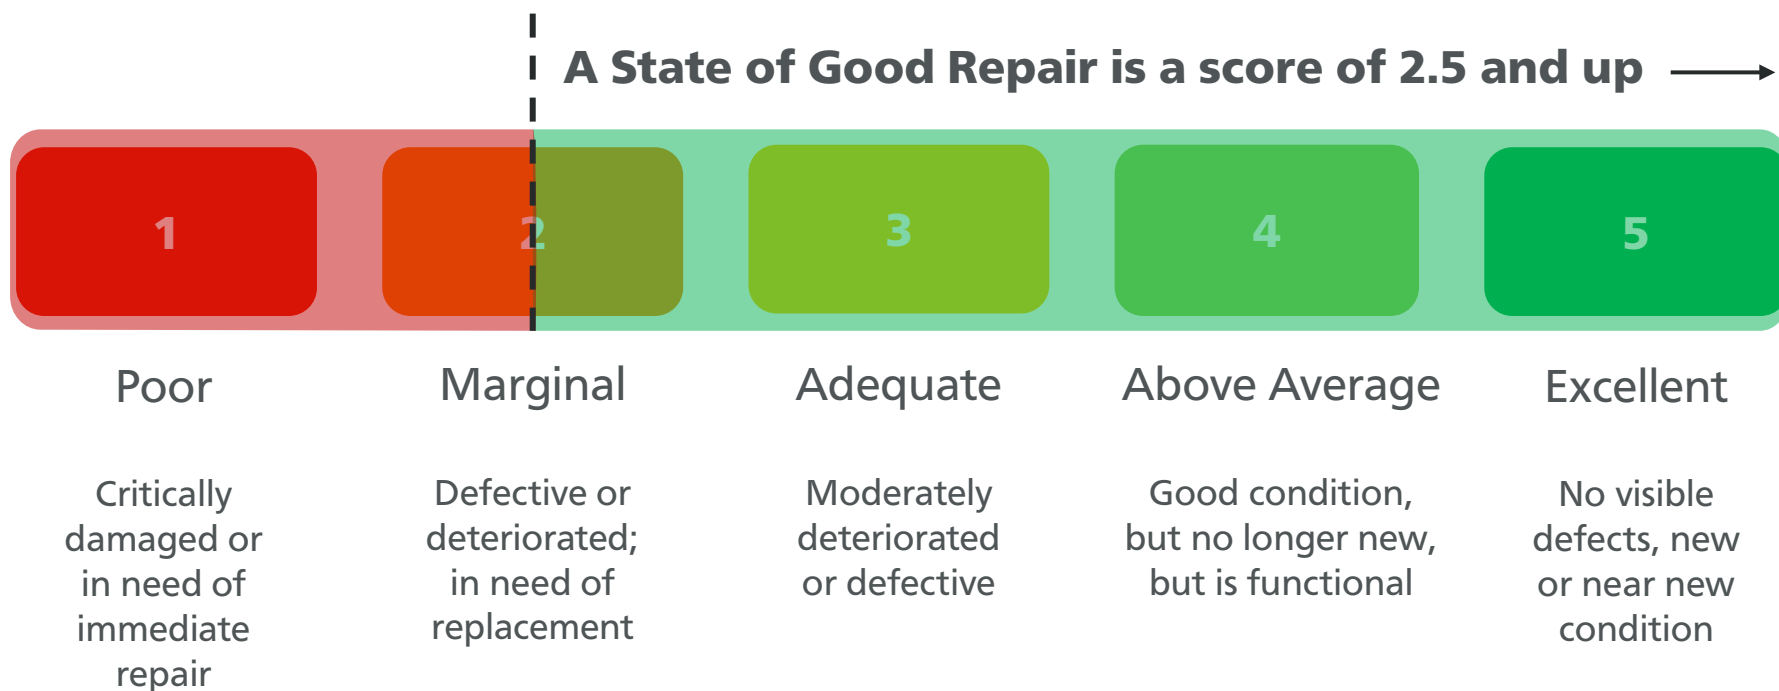 A State of Good Repair is a score of 2.5 and up
1
2
3
4
5
Poor
Marginal
Adequate
Above Average
Excellent
Critically
damaged or
in need of
immediate
repair
Defective or
deteriorated;
in need of
replacement
Moderately
deteriorated
or defective
Good condition,
but no longer new,
but is functional
No visible
defects, new
or near new
condition